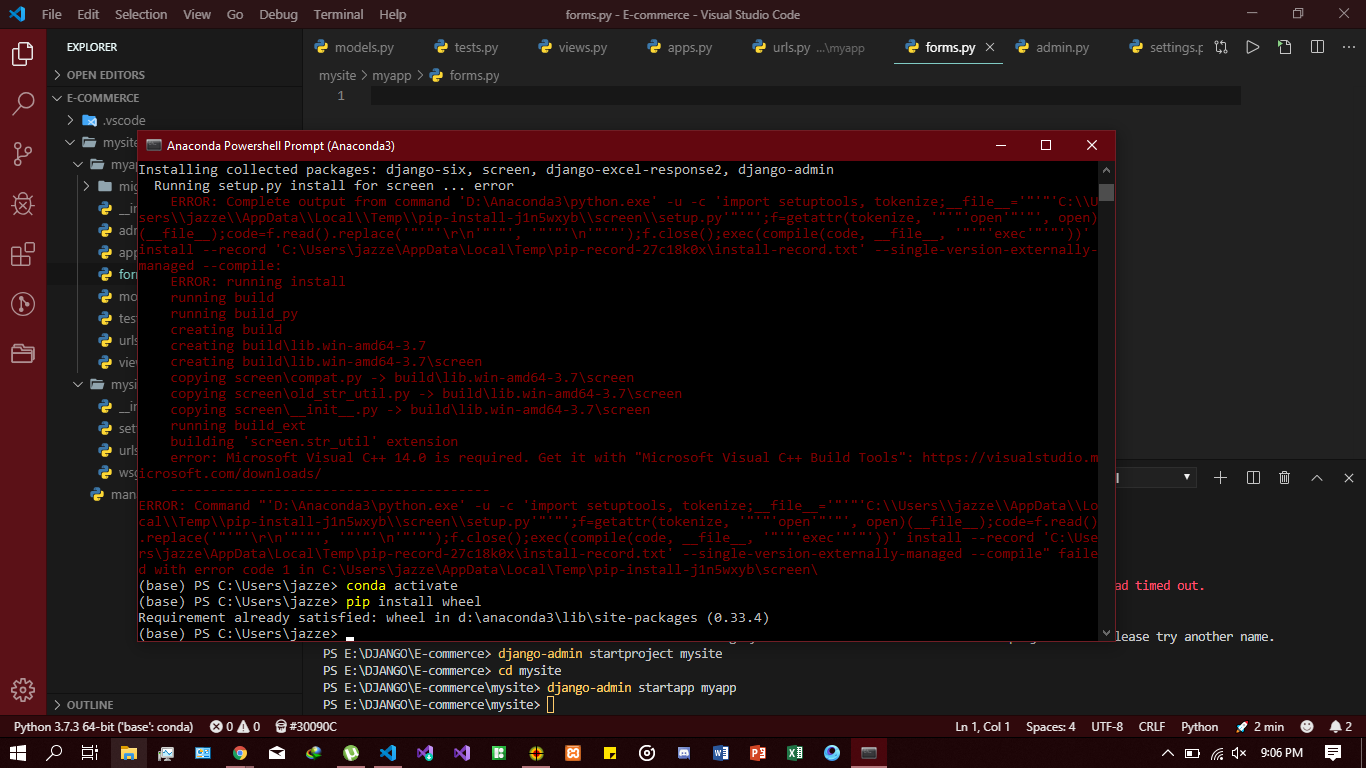 File Edit Selection View Go Debug Terminal Help
forms.py - E-commerce - Visual Studio Code
EXPLORER
models.py tests.py views.py apps.py urls.py ...\myapp forms.py admin.py settings.p
OPEN EDITORS
mysite > myapp > forms.py
E-COMMERCE
1
.vscode
mysite
mya
mig
__in
adm
app
form
mo
test
urls
view
mysi
__in
sett
urls
wsg
man
Anaconda Powershell Prompt (Anaconda3)
Installing collected packages: django-six, screen, django-excel-response2, django-admin
Running setup.py install for screen ... error
ERROR: Complete output from command 'D:\Anaconda3\python.exe' -u -c 'import setuptools, tokenize;__file__='"'"'C:\\U
sers\\jazze\\AppData\\Local\\Temp\\pip-install-j1n5wxyb\\screen\\setup.py'"'"';f=getattr(tokenize, '"'"'open'"'"', open)
(__file__);code=f.read().replace('"'"'\r\n'"'"', '"'"'\n'"'"');f.close();exec(compile(code, __file__, '"'"'exec'"'"'))'
install --record 'C:\Users\jazze\AppData\Local\Temp\pip-record-27c18k0x\install-record.txt' --single-version-externally-
managed --compile:
ERROR: running install
running build
running build_py
creating build
creating build\lib.win-amd64-3.7
creating build\lib.win-amd64-3.7\screen
copying screen\compat.py -> build\lib.win-amd64-3.7\screen
copying screen\old_str_util.py -> build\lib.win-amd64-3.7\screen
copying screen\__init__.py -> build\lib.win-amd64-3.7\screen
running build_ext
building 'screen.str_util' extension
error: Microsoft Visual C++ 14.0 is required. Get it with "Microsoft Visual C++ Build Tools": https://visualstudio.m
icrosoft.com/downloads/
----------------------------------------
ERROR: Command "'D:\Anaconda3\python.exe' -u -c 'import setuptools, tokenize;__file__='"'"'C:\\Users\\jazze\\AppData\\Lo
cal\\Temp\\pip-install-j1n5wxyb\\screen\\setup.py'"'"';f=getattr(tokenize, '"'"'open'"'"', open)(__file__);code=f.read()
.replace('"'"'\r\n'"'"', '"'"'\n'"'"');f.close();exec(compile(code, __file__, '"'"'exec'"'"'))' install --record 'C:\Use
rs\jazze\AppData\Local\Temp\pip-record-27c18k0x\install-record.txt' --single-version-externally-managed --compile" faile
d with error code 1 in C:\Users\jazze\AppData\Local\Temp\pip-install-j1n5wxyb\screen\
(base) PS C:\Users\jazze> conda activate
(base) PS C:\Users\jazze> pip install wheel
Requirement already satisfied: wheel in d:\anaconda3\lib\site-packages (0.33.4)
(base) PS C:\Users\jazze>
ad timed out.
lease try another name.
PS E:\DJANGO\E-commerce> django-admin startproject mysite
PS E:\DJANGO\E-commerce> cd mysite
PS E:\DJANGO\E-commerce\mysite> django-admin startapp myapp
PS E:\DJANGO\E-commerce\mysite>
OUTLINE
Python 3.7.3 64-bit ('base': conda) 0 0 #30090C Ln 1, Col 1 Spaces: 4 UTF-8 CRLF Python 2 min 2
9:06 PM